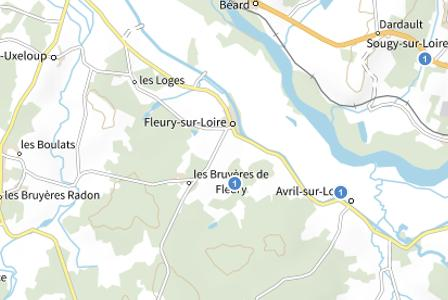 Béard
Dardault
Sougy-sur-Loire
1
-Uxeloup
les Loges
Fleury-sur-Loire
les Boulats
les Bruyères de
Fleury
1
Avril-sur-Lo
1
les Bruyères Radon
ce